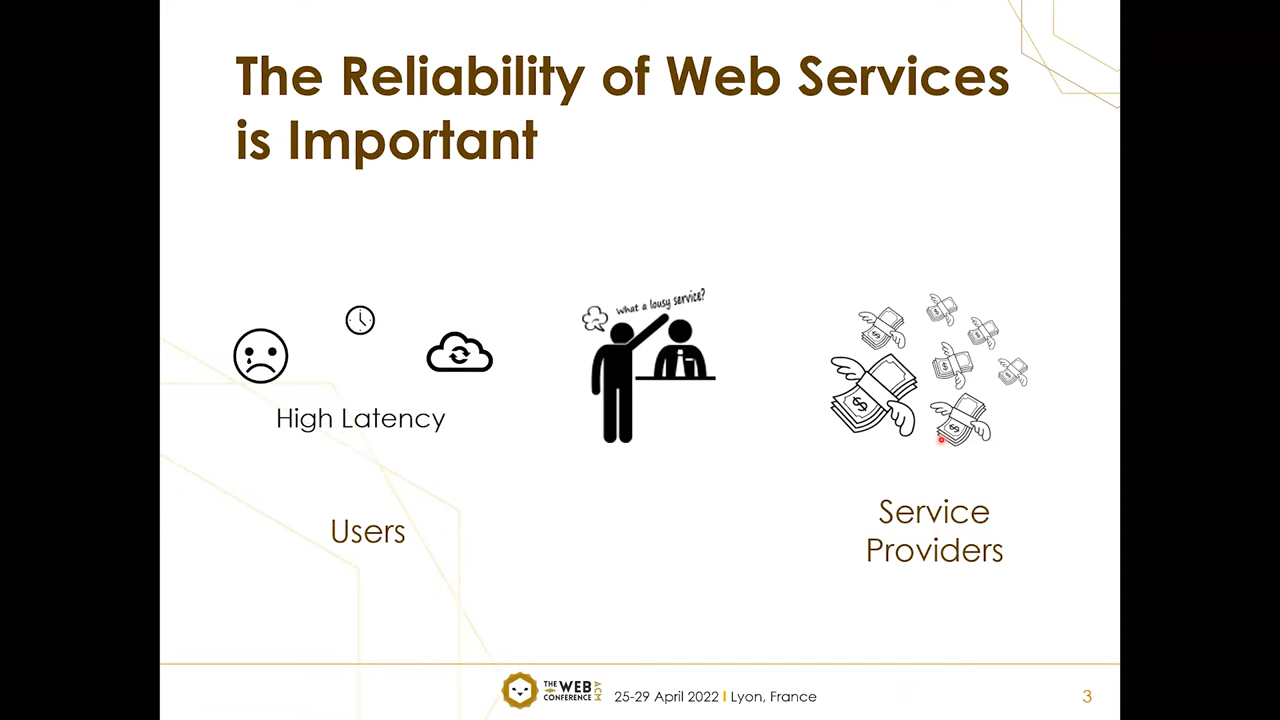 The Reliability of Web Services
is Important
What a lousy service?
High Latency
Users
Service
Providers
THE WEB CONFERENCE ACM
25-29 April 2022 | Lyon, France
3